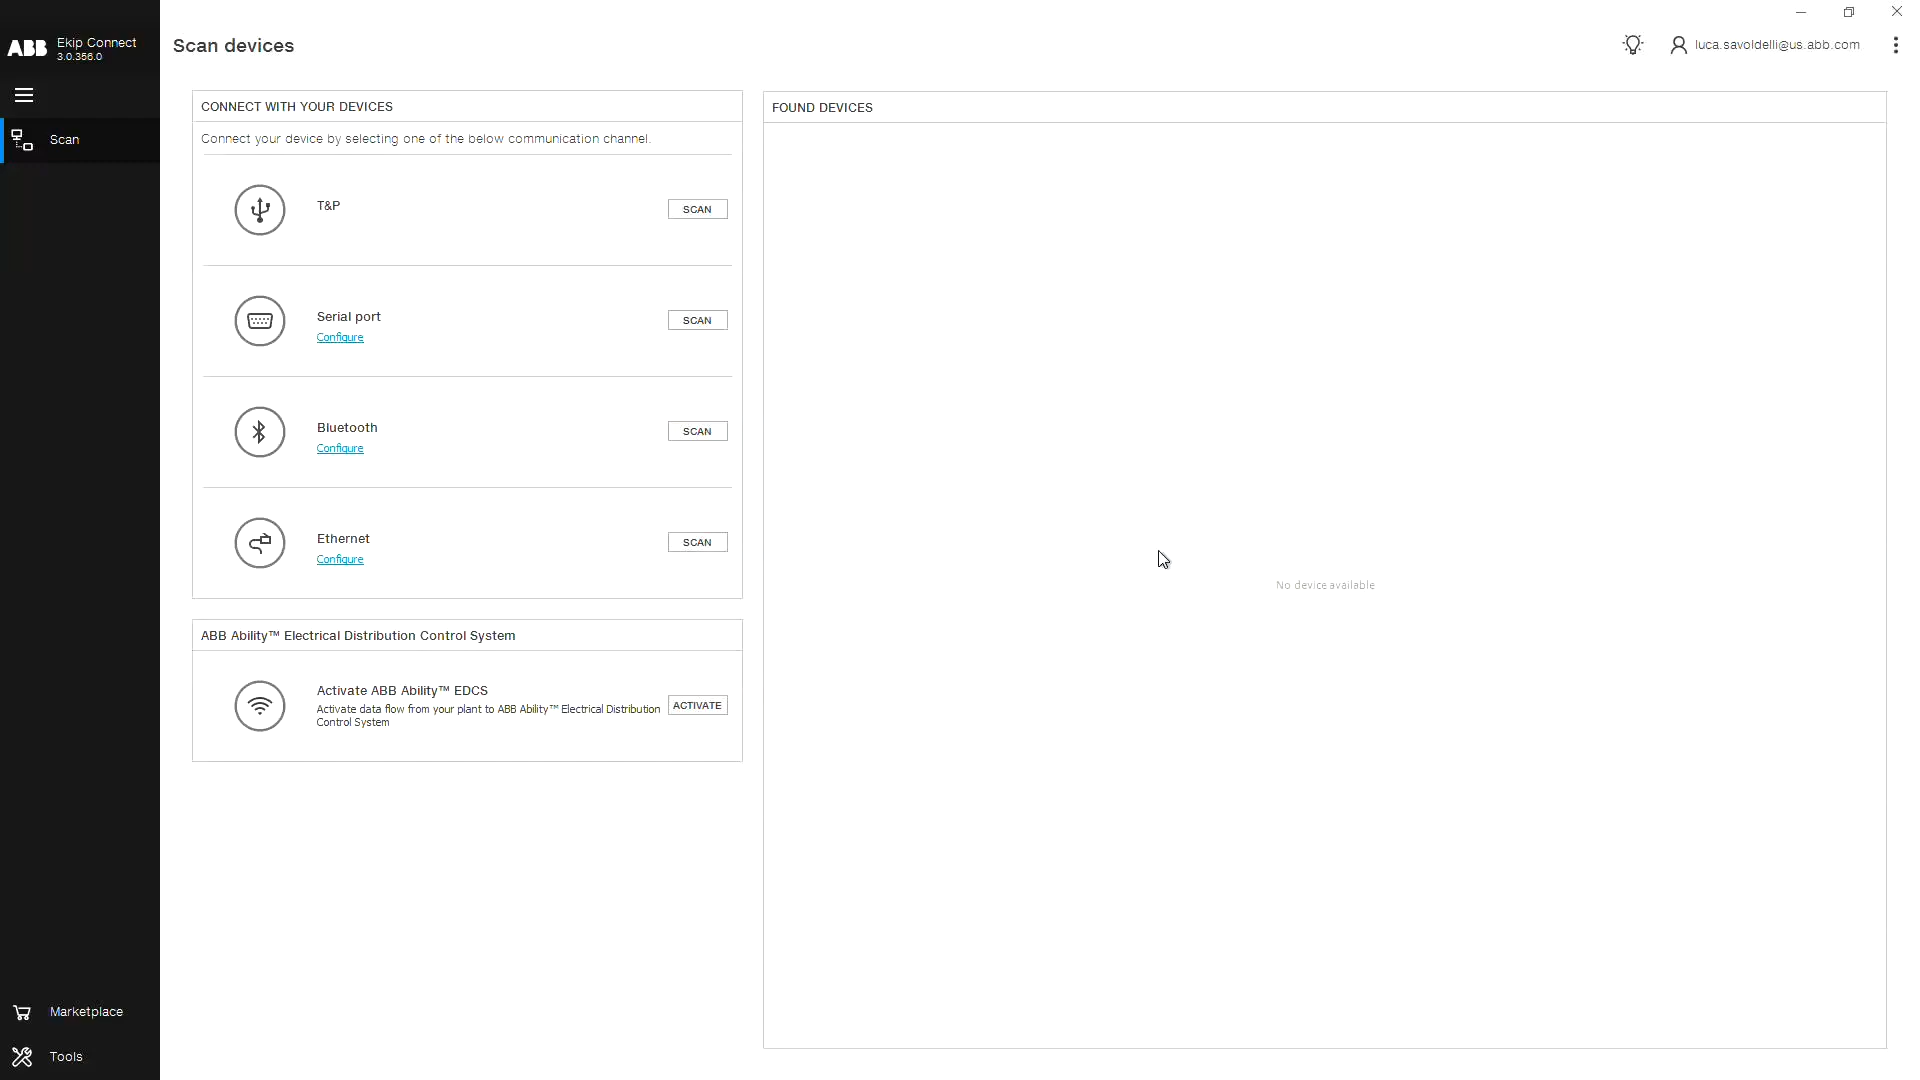 ABB
Ekip Connect
3.0.356.0
Scan devices
luca.savoldelli@us.abb.com
Scan
CONNECT WITH YOUR DEVICES
Connect your device by selecting one of the below communication channel.
T&P
SCAN
Serial port
Configure
SCAN
Bluetooth
Configure
SCAN
Ethernet
Configure
SCAN
ABB Ability™ Electrical Distribution Control System
Activate ABB Ability™ EDCS
Activate data flow from your plant to ABB Ability™ Electrical Distribution
Control System
ACTIVATE
FOUND DEVICES
No device available
Marketplace
Tools